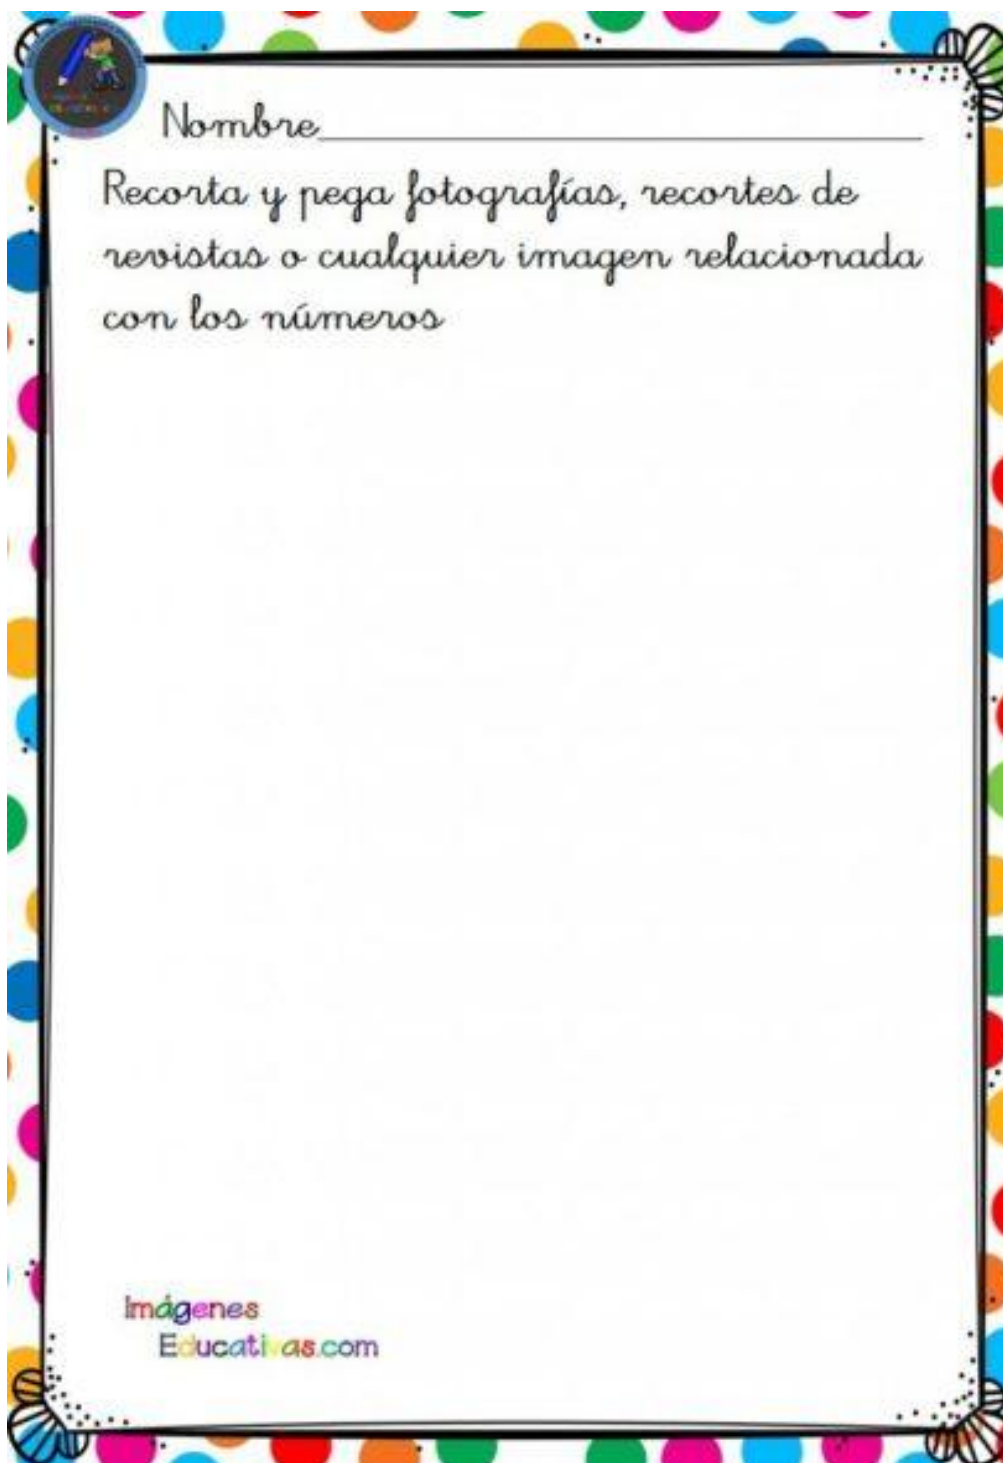 Nombre
Recorta y pega fotografías, recortes de
revistas o cualquier imagen relacionada
con los números
Imágenes
Educativas.com